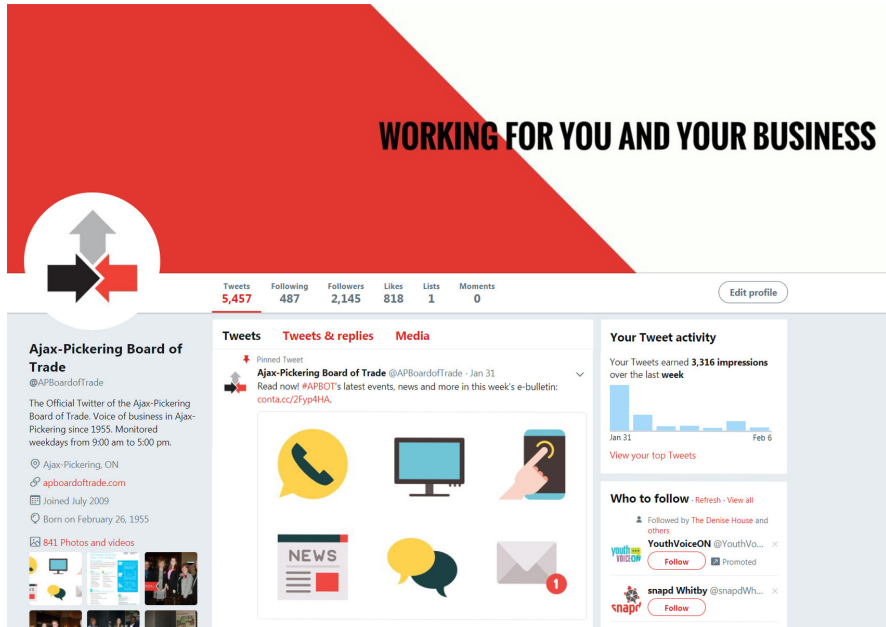 WORKING FOR YOU AND YOUR BUSINESS
Tweets Following Followers Likes Lists Moments
5,457 487 2,145 818 1 0
Edit profile
Ajax-Pickering Board of
Trade
@APBoardofTrade
The Official Twitter of the Ajax-Pickering
Board of Trade. Voice of business in Ajax-
Pickering since 1955. Monitored
weekdays from 9:00 am to 5:00 pm.
Ajax-Pickering, ON
apboardoftrade.com
Joined July 2009
Born on February 26, 1955
841 Photos and videos
Tweets Tweets & replies Media
Pinned Tweet
Ajax-Pickering Board of Trade @APBoardofTrade · Jan 31
Read now! #APBOT's latest events, news and more in this week's e-bulletin:
conta.cc/2Fyp4HA.
NEWS
1
Your Tweet activity
Your Tweets earned 3,316 impressions
over the last week
Jan 31 Feb 6
View your top Tweets
Who to follow · Refresh · View all
Followed by The Denise House and
others
YouthVoiceON @YouthVo...
youth
VOICEON
Follow Promoted
snapd Whitby @snapdWh...
snapd
Follow